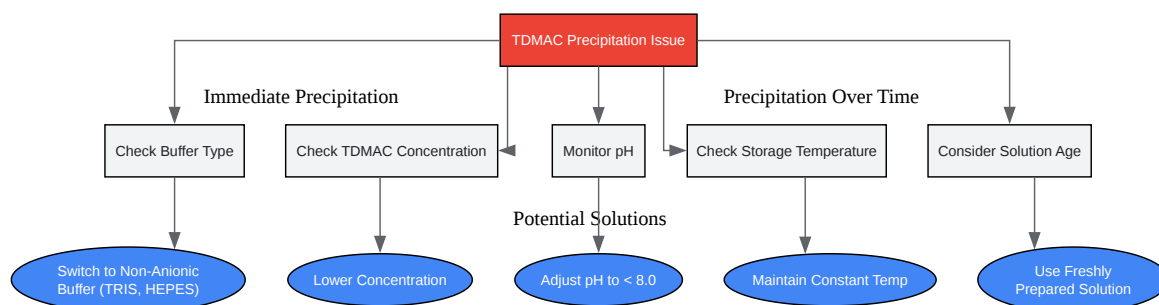 TDMAC Precipitation Issue
Immediate Precipitation
Precipitation Over Time
Check Buffer Type
Check TDMAC Concentration
Monitor pH
Check Storage Temperature
Consider Solution Age
Potential Solutions
Switch to Non-Anionic
Buffer (TRIS, HEPES)
Lower Concentration
Adjust pH to < 8.0
Maintain Constant Temp
Use Freshly
Prepared Solution